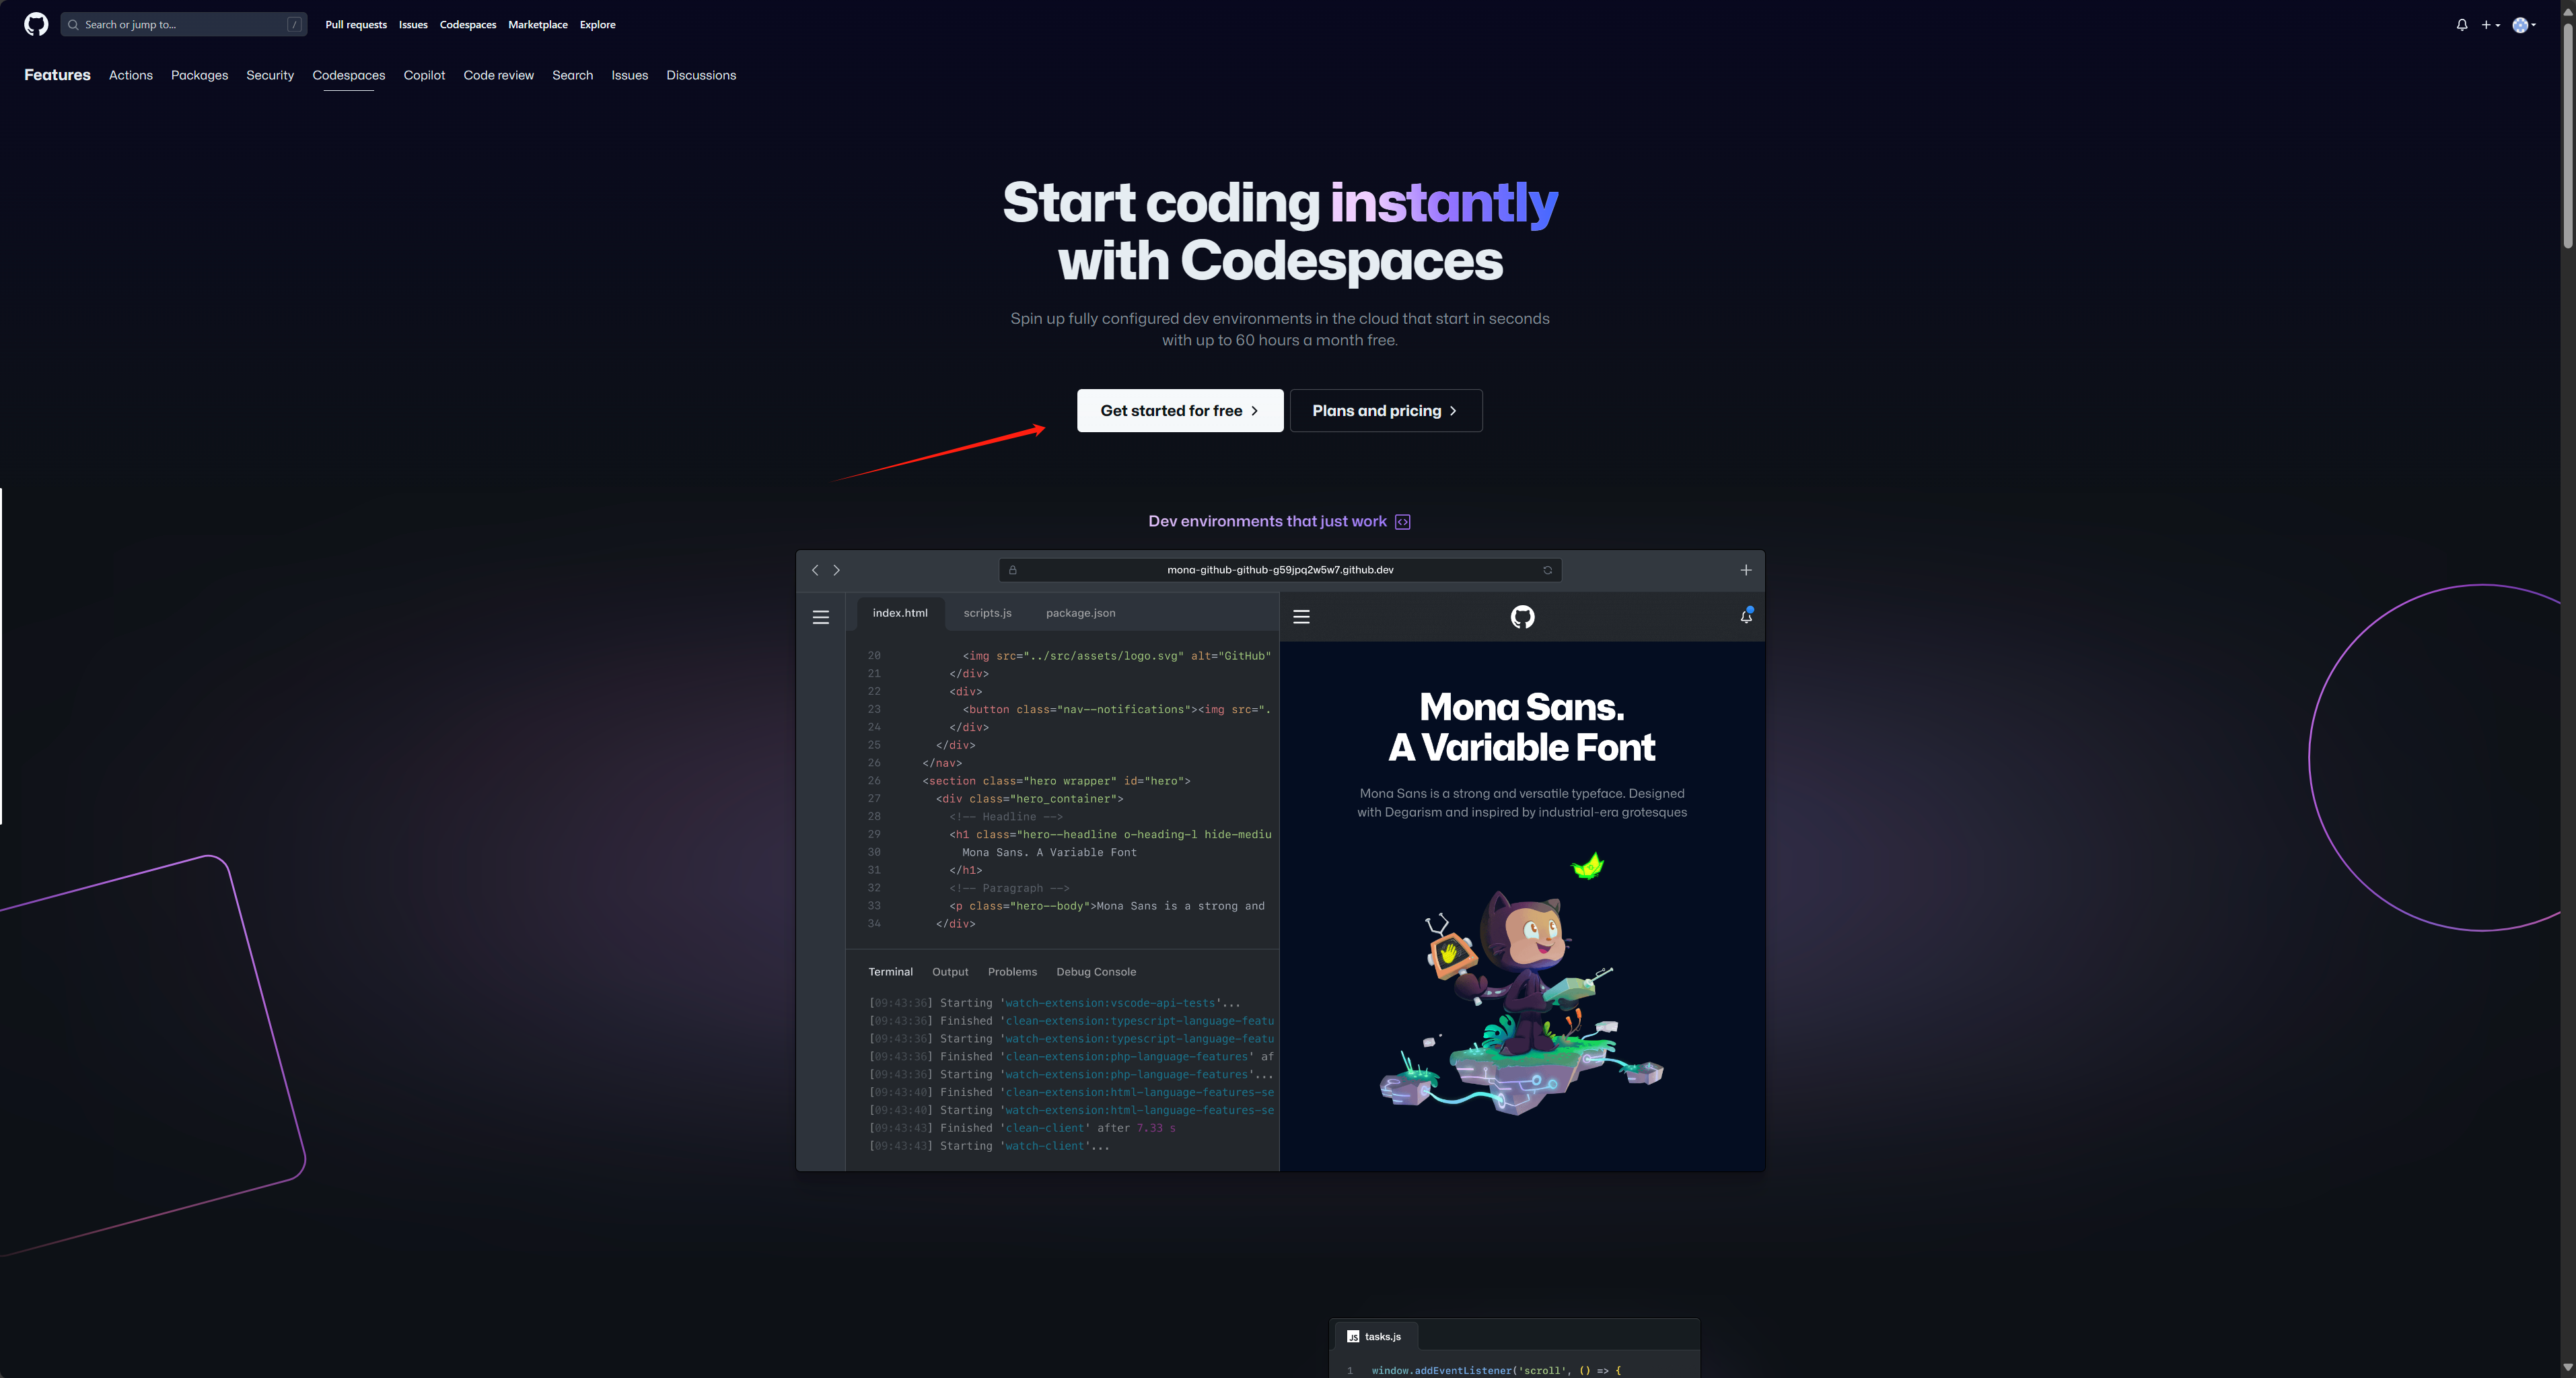 Search or jump to... /
Pull requests Issues Codespaces Marketplace Explore
Features Actions Packages Security Codespaces Copilot Code review Search Issues Discussions
Start coding instantly
with Codespaces
Spin up fully configured dev environments in the cloud that start in seconds
with up to 60 hours a month free.
Get started for free
Plans and pricing
Dev environments that just work
mona-github-github-g59jpq2w5w7.github.dev
index.html scripts.js package.json
20 <img src="../src/assets/logo.svg" alt="GitHub"
21 </div>
22 <div>
23 <button class="nav--notifications"><img src=".
24 </div>
25 </div>
26 </nav>
26 <section class="hero wrapper" id="hero">
27 <div class="hero_container">
28 <!-- Headline -->
29 <h1 class="hero--headline o-heading-l hide-mediu
30 Mona Sans. A Variable Font
31 </h1>
32 <!-- Paragraph -->
33 <p class="hero--body">Mona Sans is a strong and
34 </div>
Terminal Output Problems Debug Console
[09:43:36] Starting 'watch-extension:vscode-api-tests'...
[09:43:36] Finished 'clean-extension:typescript-language-featu
[09:43:36] Starting 'watch-extension:typescript-language-featu
[09:43:36] Finished 'clean-extension:php-language-features' af
[09:43:36] Starting 'watch-extension:php-language-features'...
[09:43:40] Finished 'clean-extension:html-language-features-se
[09:43:40] Starting 'watch-extension:html-language-features-se
[09:43:43] Finished 'clean-client' after 7.33 s
[09:43:43] Starting 'watch-client'...
Mona Sans.
A Variable Font
Mona Sans is a strong and versatile typeface. Designed
with Degarism and inspired by industrial-era grotesques
JS tasks.js
1 window.addEventListener('scroll', () => {